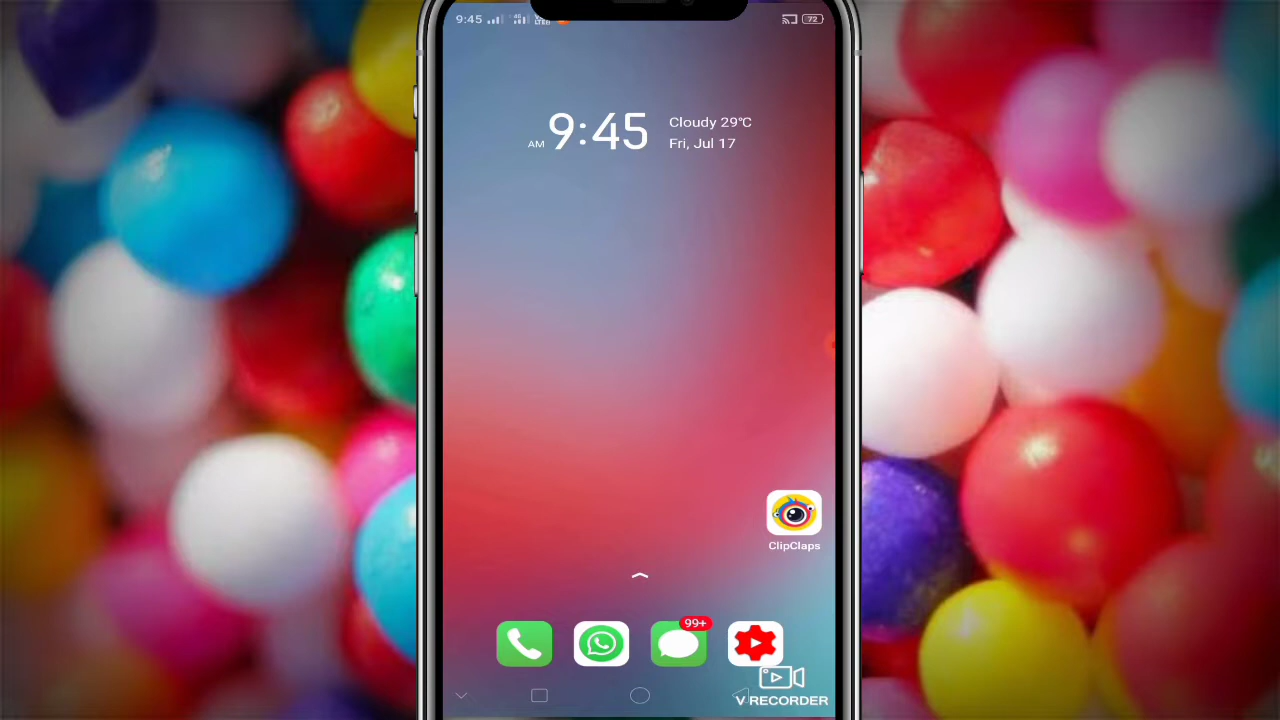 9:45
72
AM 9:45
Cloudy 29℃
Fri, Jul 17
ClipClaps
99+
V RECORDER